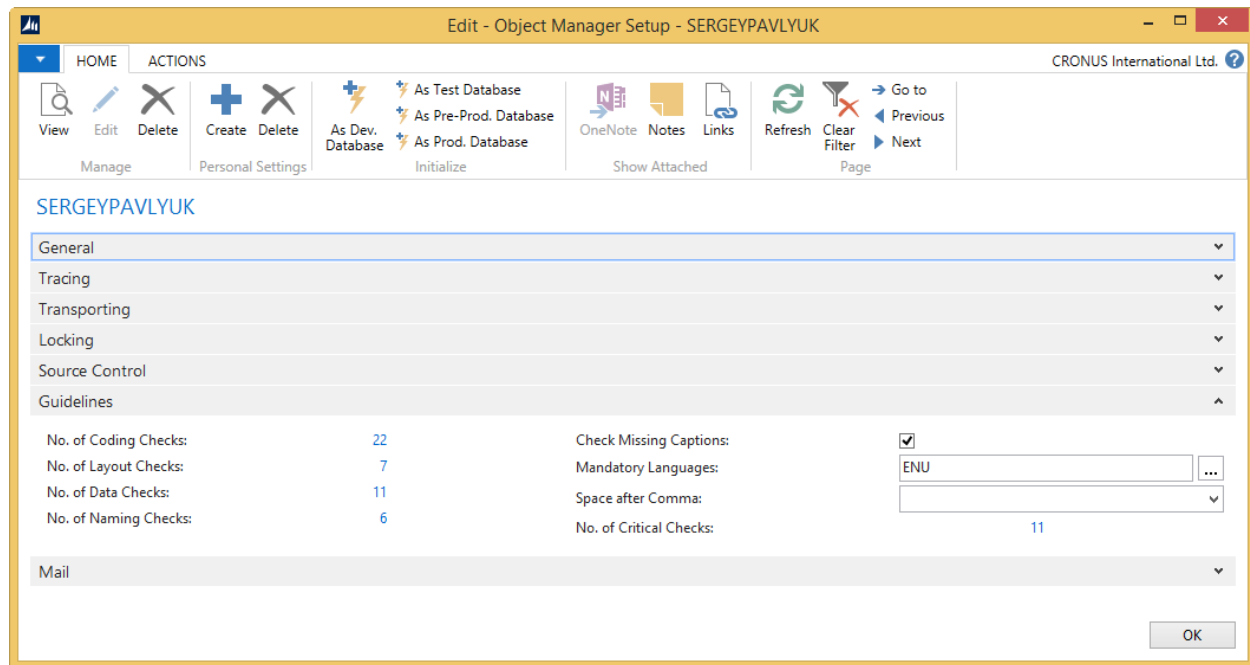 Edit - Object Manager Setup - SERGEYPAVLYUK
HOME ACTIONS CRONUS International Ltd.
View Edit Delete
Manage
Create Delete
Personal Settings
As Dev. Database
As Test Database
As Pre-Prod. Database
As Prod. Database
Initialize
OneNote Notes Links
Show Attached
Refresh Clear Filter
Go to
Previous
Next
Page
SERGEYPAVLYUK
General
Tracing
Transporting
Locking
Source Control
Guidelines
No. of Coding Checks: 22
No. of Layout Checks: 7
No. of Data Checks: 11
No. of Naming Checks: 6
Check Missing Captions:
Mandatory Languages: ENU ...
Space after Comma:
No. of Critical Checks: 11
Mail
OK